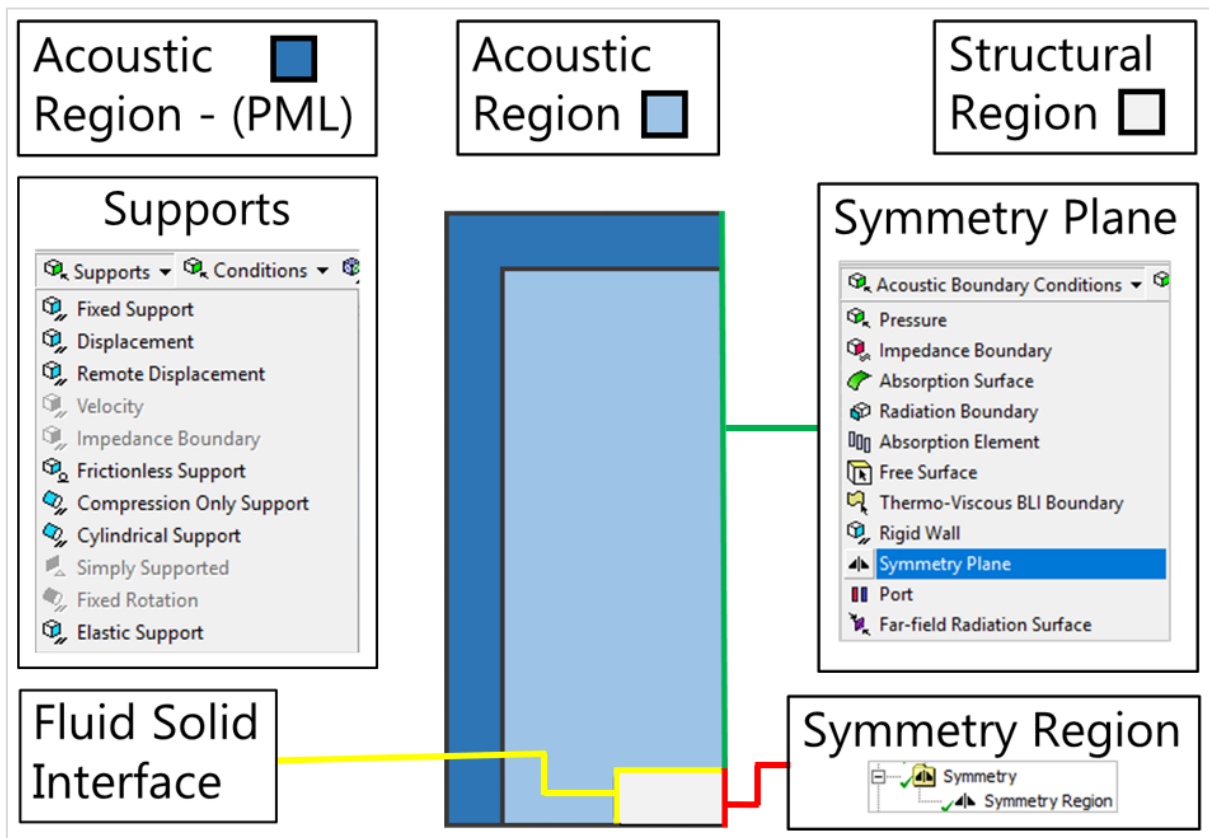 Acoustic
Region - (PML)
Acoustic
Region
Structural
Region
Supports
Supports Conditions
Fixed Support
Displacement
Remote Displacement
Velocity
Impedance Boundary
Frictionless Support
Compression Only Support
Cylindrical Support
Simply Supported
Fixed Rotation
Elastic Support
Symmetry Plane
Acoustic Boundary Conditions
Pressure
Impedance Boundary
Absorption Surface
Radiation Boundary
Absorption Element
Free Surface
Thermo-Viscous BLI Boundary
Rigid Wall
Symmetry Plane
Port
Far-field Radiation Surface
Fluid Solid
Interface
Symmetry Region
Symmetry
Symmetry Region